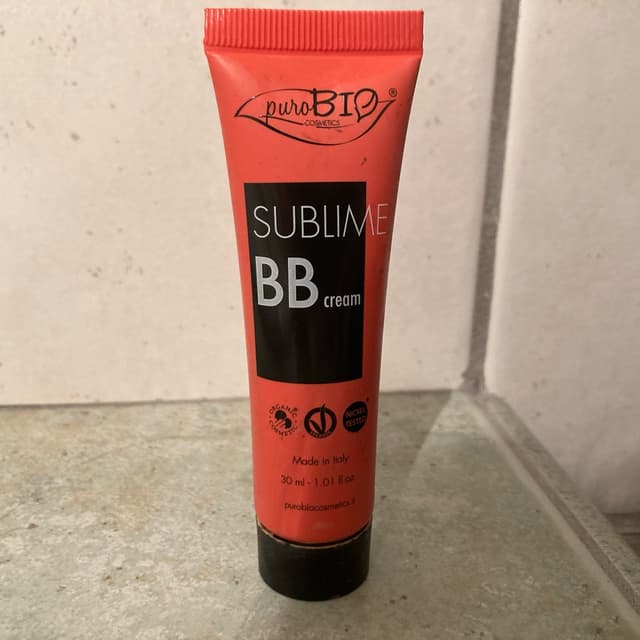 puroBIO®
COSMETICS
SUBLIME
BB cream
ORGANIC
COSMETIC
NICKEL
TESTED
Made in Italy
30 ml - 1.01 fl oz
purobiocosmetics.it